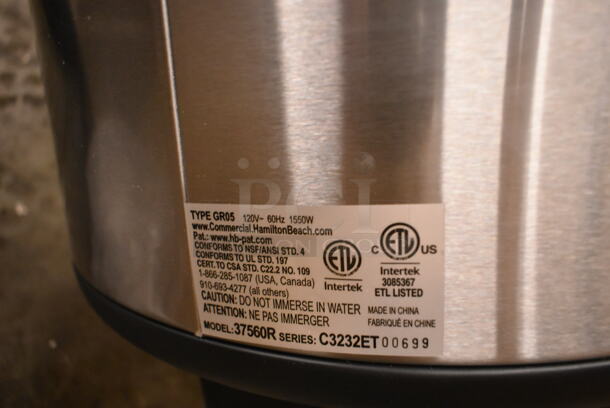 TYPE GR05 120V~ 60Hz 1550W
www.Commercial.HamiltonBeach.com
Pat.: www.hb-pat.com
CONFORMS TO NSF/ANSI STD. 4
CONFORMS TO UL STD. 197
CERT. TO CSA STD. C22.2 NO. 109
1-866-285-1087 (USA, Canada)
910-693-4277 (all others)
CAUTION: DO NOT IMMERSE IN WATER
ATTENTION: NE PAS IMMERGER
MODEL: 37560R SERIES: C3232ET 00699
ETL
Intertek
C ETL US
Intertek
3085367
ETL LISTED
MADE IN CHINA
FABRIQUÉ EN CHINE